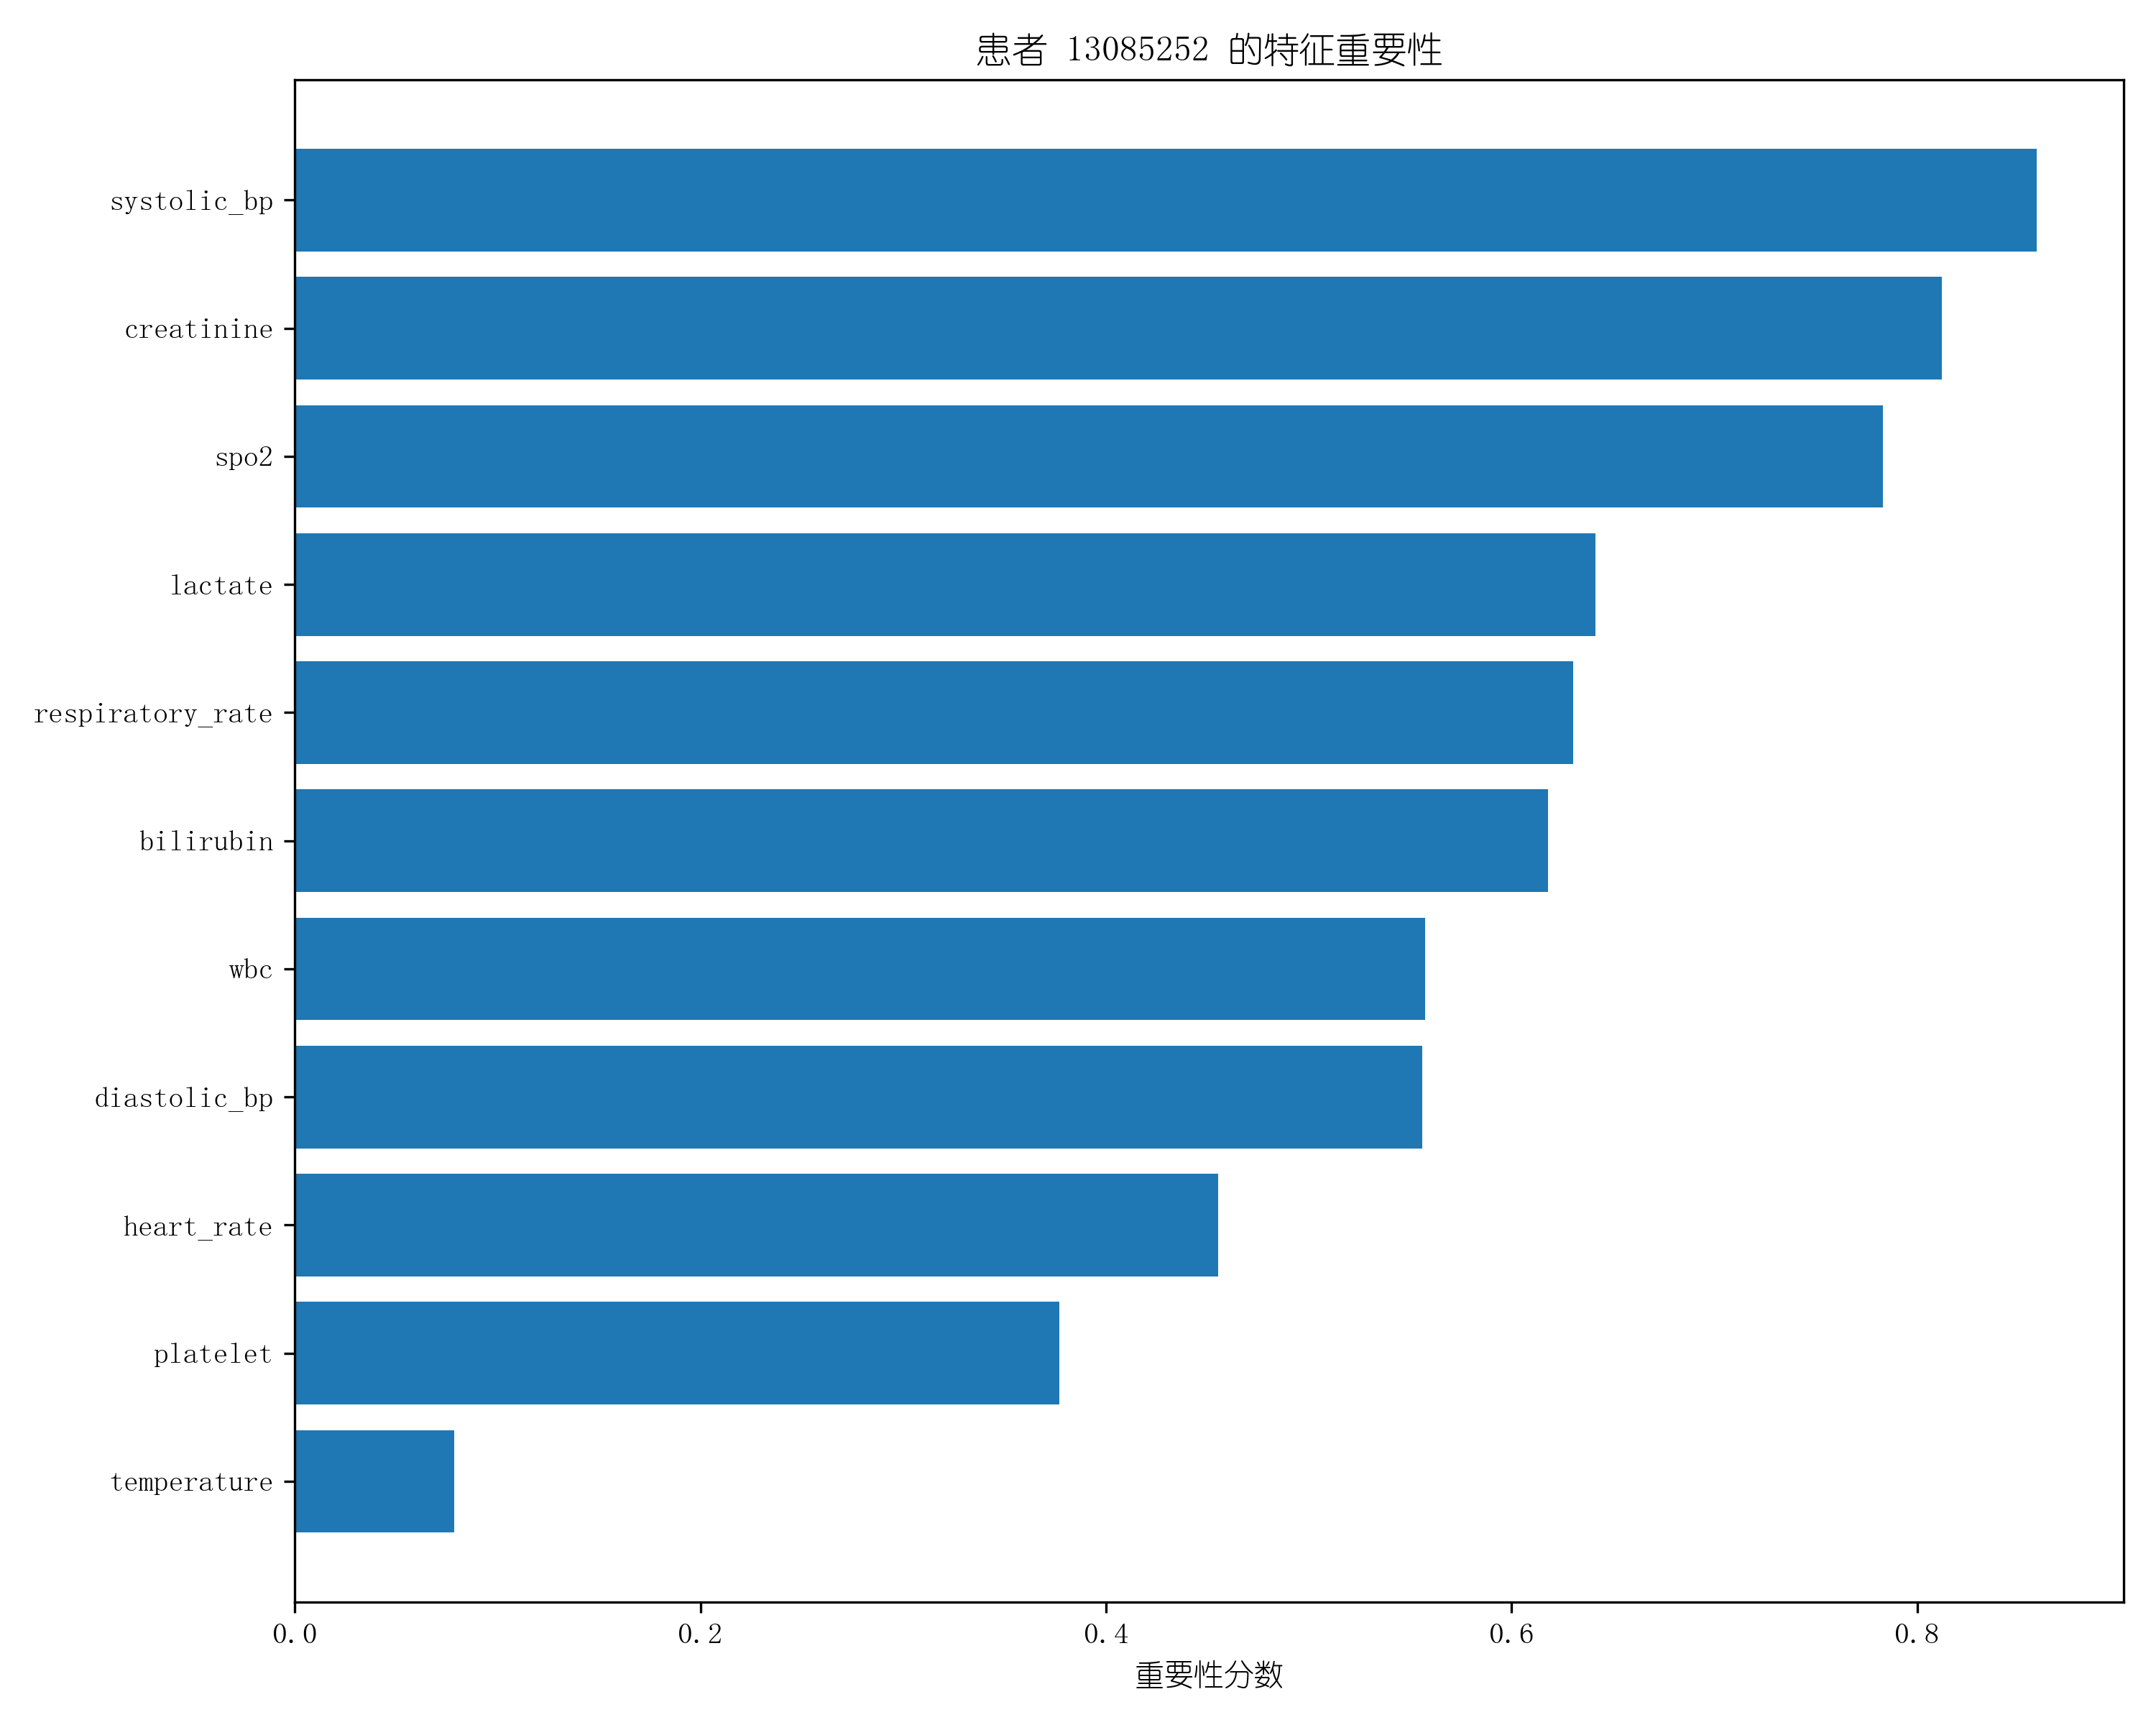 患者 13085252 的特征重要性
systolic_bp
creatinine
spo2
lactate
respiratory_rate
bilirubin
wbc
diastolic_bp
heart_rate
platelet
temperature
0.0 0.2 0.4 0.6 0.8
重要性分数